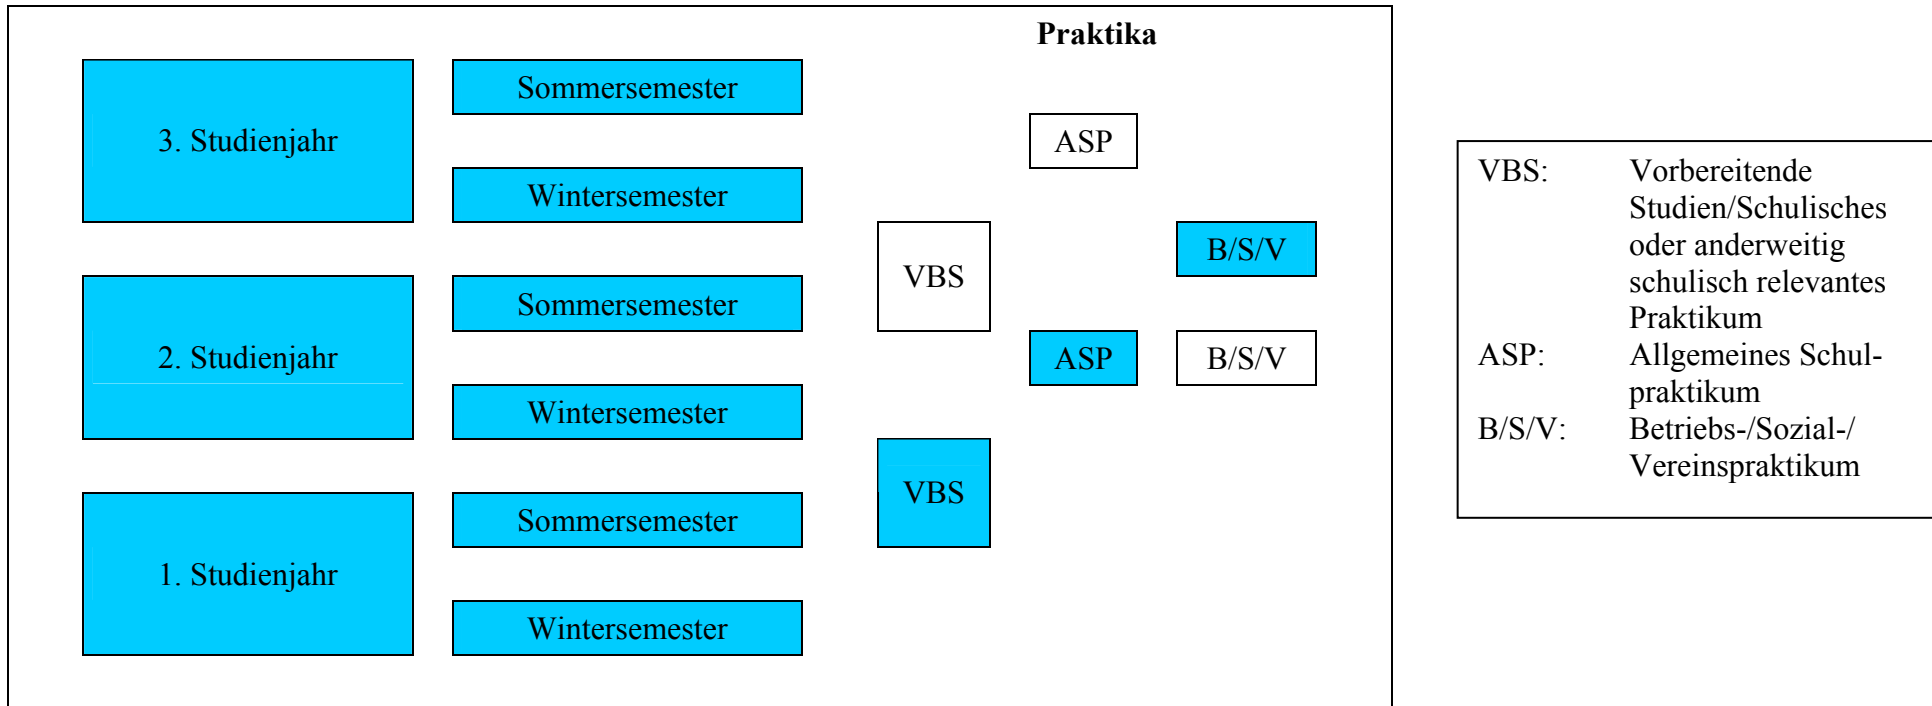 Praktika
3. Studienjahr
Sommersemester
Wintersemester
ASP
2. Studienjahr
Sommersemester
Wintersemester
VBS
B/S/V
ASP
B/S/V
1. Studienjahr
Sommersemester
Wintersemester
VBS
VBS: Vorbereitende
Studien/Schulisches
oder anderweitig
schulisch relevantes
Praktikum
ASP: Allgemeines Schul-
praktikum
B/S/V: Betriebs-/Sozial-/
Vereinspraktikum